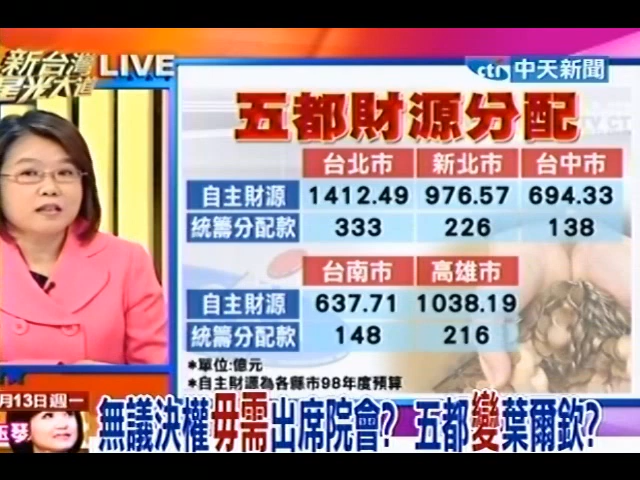 新台灣
星光大道
LIVE
ctn 中天新聞
五都財源分配
台北市 新北市 台中市
自主財源 1412.49 976.57 694.33
統籌分配款 333 226 138
台南市 高雄市
自主財源 637.71 1038.19
統籌分配款 148 216
*單位:億元
*自主財源為各縣市98年度預算
月13日週一
無議決權毋需出席院會? 五都變葉爾欽?